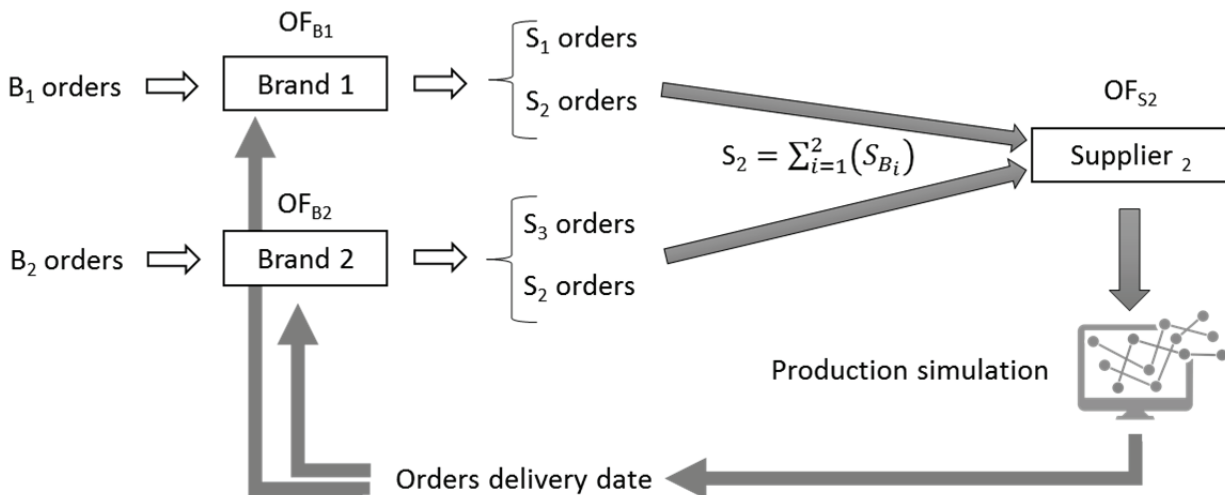 OF_B1
B_1 orders
Brand 1
S_1 orders
S_2 orders
OF_S2
S_2 = ∑_{i=1}^{2}(S_{B_i})
Supplier _2
OF_B2
B_2 orders
Brand 2
S_3 orders
S_2 orders
Production simulation
Orders delivery date